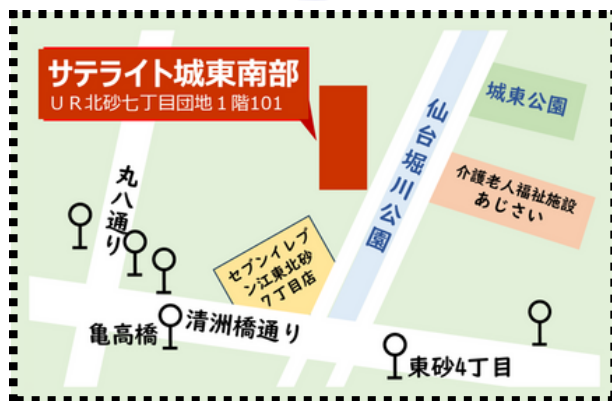 サテライト城東南部
UR北砂七丁目団地1階101
仙台堀川公園
城東公園
介護老人福祉施設
あじさい
丸八通り
セブンイレブ
ン江東北砂
7丁目店
亀高橋
清洲橋通り
東砂4丁目